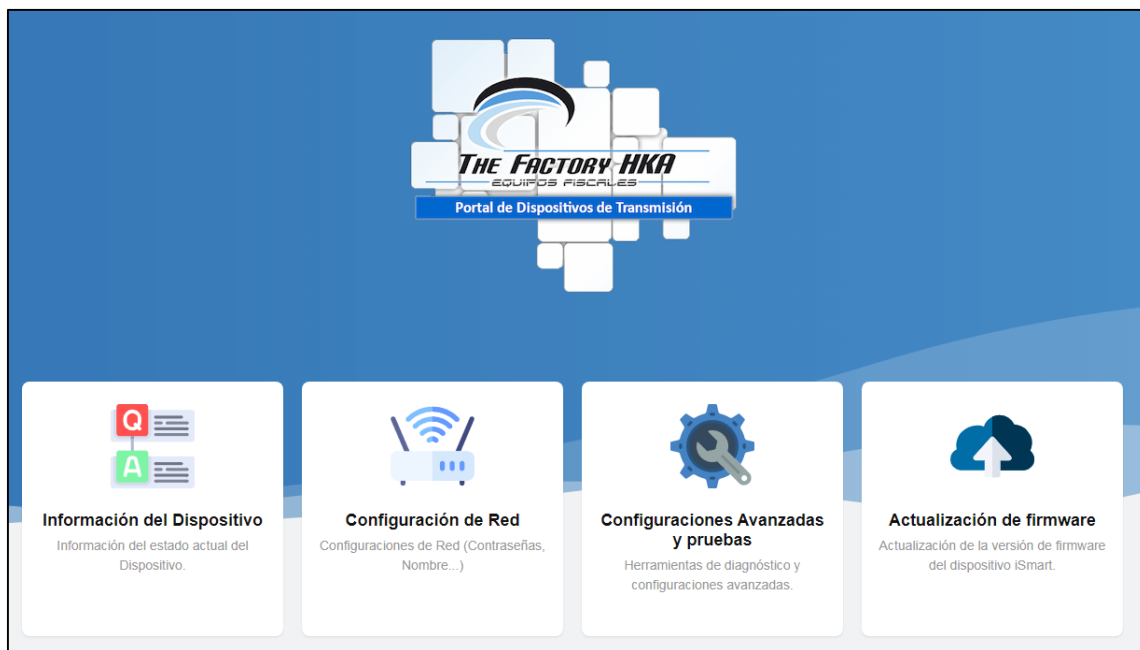 THE FACTORY HKA
EQUIPOS FISCALES
Portal de Dispositivos de Transmisión
Q
A
Información del Dispositivo
Información del estado actual del
Dispositivo.
Configuración de Red
Configuraciones de Red (Contraseñas,
Nombre...)
Configuraciones Avanzadas
y pruebas
Herramientas de diagnóstico y
configuraciones avanzadas.
Actualización de firmware
Actualización de la versión de firmware
del dispositivo iSmart.